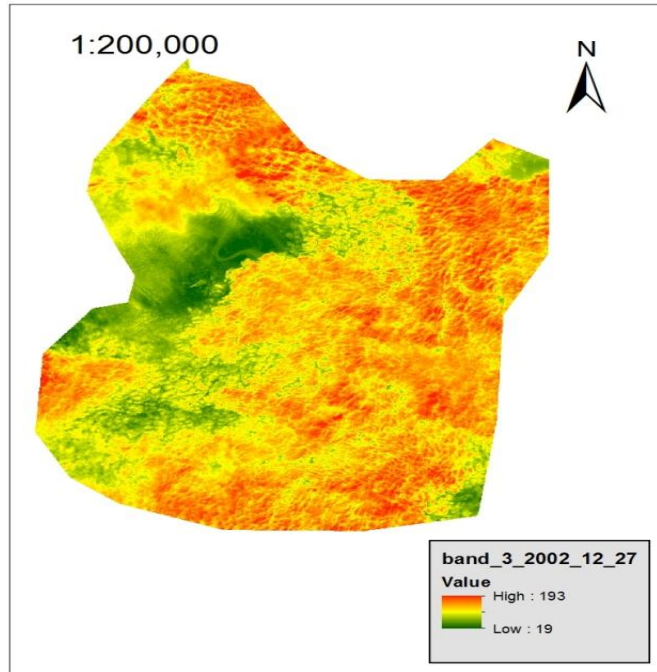 1:200,000
N
band_3_2002_12_27
Value
High : 193
Low : 19